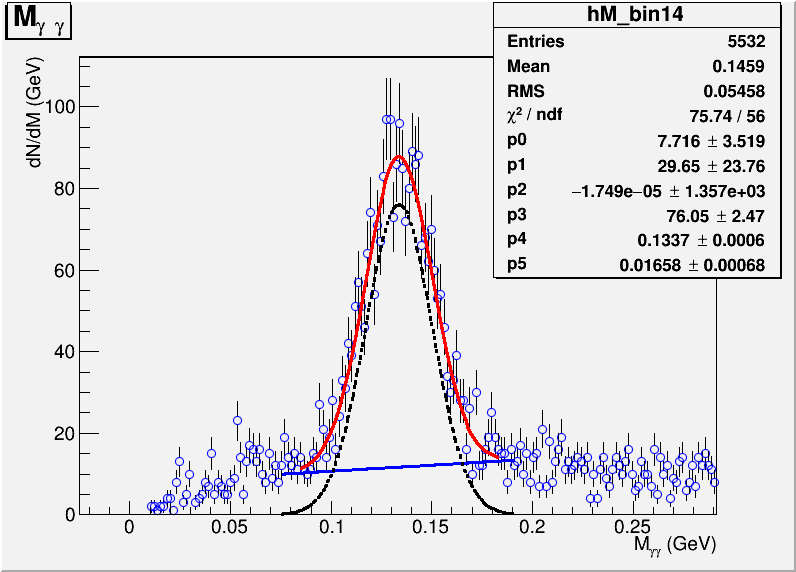 M_γ γ
hM_bin14
Entries 5532
Mean 0.1459
RMS 0.05458
χ² / ndf 75.74 / 56
p0 7.716 ± 3.519
p1 29.65 ± 23.76
p2 −1.749e−05 ± 1.357e+03
p3 76.05 ± 2.47
p4 0.1337 ± 0.0006
p5 0.01658 ± 0.00068
dN/dM (GeV)
100
80
60
40
20
0
0 0.05 0.1 0.15 0.2 0.25
M_γγ (GeV)